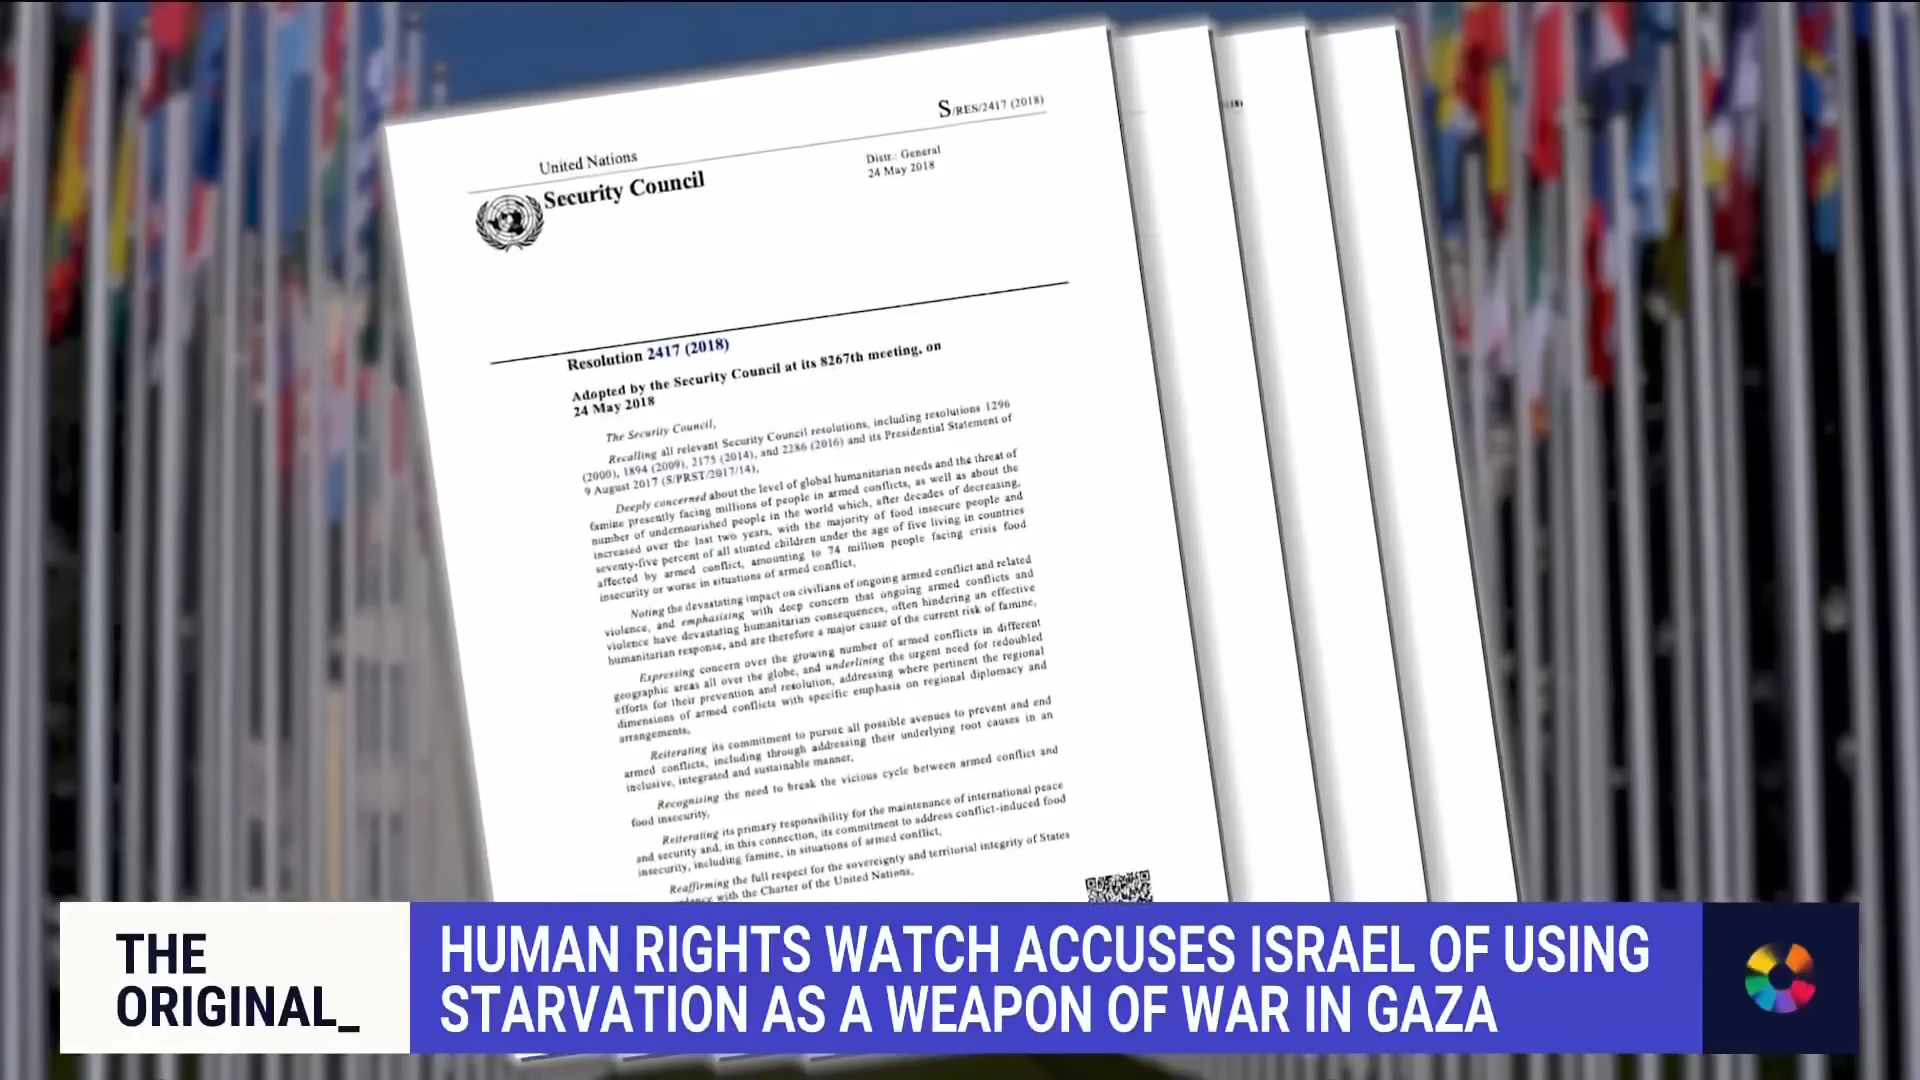 S/RES/2417 (2018)
United Nations
Security Council
Distr.: General
24 May 2018
Resolution 2417 (2018)
Adopted by the Security Council at its 8267th meeting, on
24 May 2018
The Security Council,
Recalling all relevant Security Council resolutions, including resolutions 1296
(2000), 1894 (2009), 2175 (2014), and 2286 (2016) and its Presidential Statement of
9 August 2017 (S/PRST/2017/14),
Deeply concerned about the level of global humanitarian needs and the threat of
famine presently facing millions of people in armed conflicts, as well as about the
number of undernourished people in the world which, after decades of decreasing,
increased over the last two years, with the majority of food insecure people and
seventy-five percent of all stunted children under the age of five living in countries
affected by armed conflict, amounting to 74 million people facing crisis food
insecurity or worse in situations of armed conflict,
Noting the devastating impact on civilians of ongoing armed conflict and related
violence, and emphasizing with deep concern that ongoing armed conflicts and
violence have devastating humanitarian consequences, often hindering an effective
humanitarian response, and are therefore a major cause of the current risk of famine,
Expressing concern over the growing number of armed conflicts in different
geographic areas all over the globe, and underlining the urgent need for redoubled
efforts for their prevention and resolution, addressing where pertinent the regional
dimensions of armed conflicts with specific emphasis on regional diplomacy and
arrangements,
Reiterating its commitment to pursue all possible avenues to prevent and end
armed conflicts, including through addressing their underlying root causes in an
inclusive, integrated and sustainable manner,
Recognising the need to break the vicious cycle between armed conflict and
food insecurity,
Reiterating its primary responsibility for the maintenance of international peace
and security and, in this connection, its commitment to address conflict-induced food
insecurity, including famine, in situations of armed conflict,
Reaffirming the full respect for the sovereignty and territorial integrity of States
with the Charter of the United Nations,
THE
ORIGINAL_
HUMAN RIGHTS WATCH ACCUSES ISRAEL OF USING
STARVATION AS A WEAPON OF WAR IN GAZA